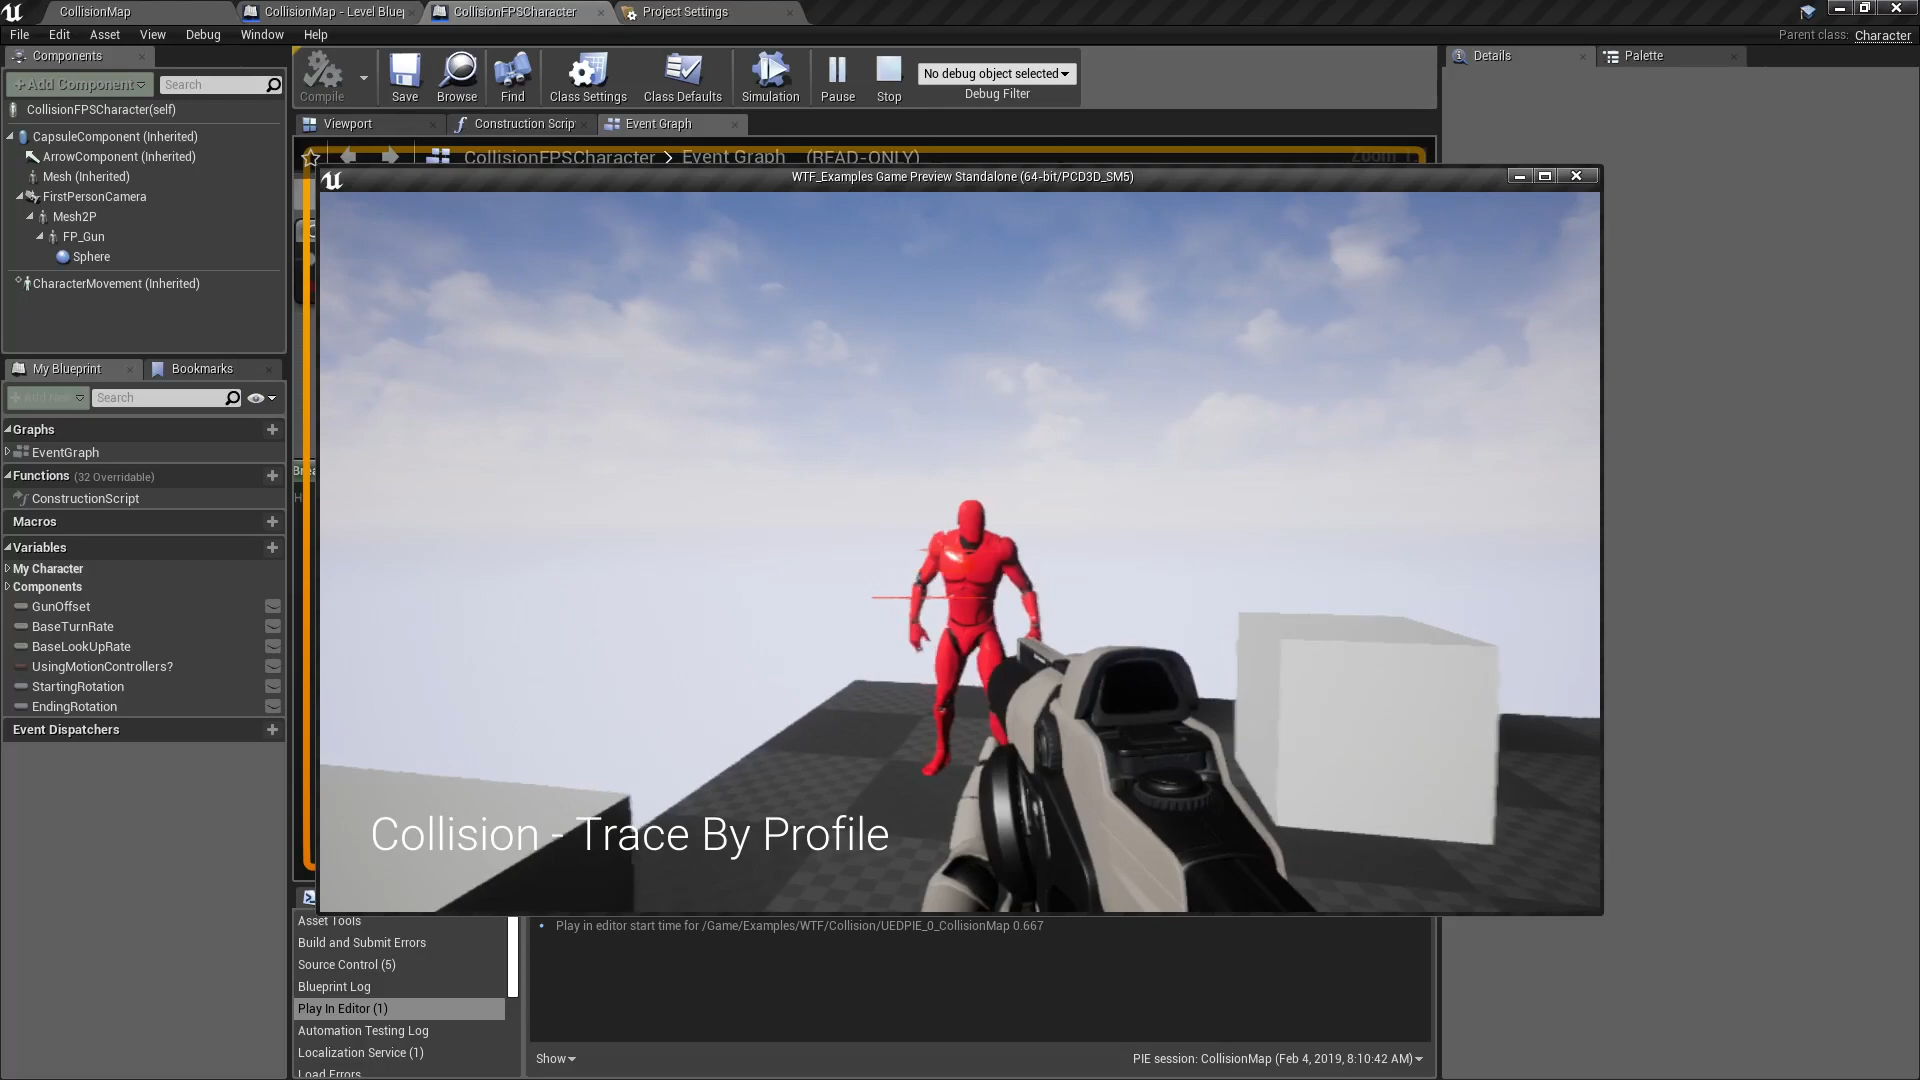 CollisionMap
CollisionMap - Level Bluep
CollisionFPSCharacter
Project Settings
File Edit Asset View Debug Window Help
Parent class: Character
Components
Add Component
Search
CollisionFPSCharacter(self)
CapsuleComponent (Inherited)
ArrowComponent (Inherited)
Mesh (Inherited)
FirstPersonCamera
Mesh2P
FP_Gun
Sphere
CharacterMovement (Inherited)
My Blueprint
Bookmarks
Add New
Search
Graphs
EventGraph
Functions (32 Overridable)
ConstructionScript
Macros
Variables
My Character
Components
GunOffset
BaseTurnRate
BaseLookUpRate
UsingMotionControllers?
StartingRotation
EndingRotation
Event Dispatchers
Compile
Save
Browse
Find
Class Settings
Class Defaults
Simulation
Pause
Stop
No debug object selected
Debug Filter
Viewport
Construction Scrip
Event Graph
CollisionFPSCharacter > Event Graph (READ-ONLY)
Zoom 1
WTF_Examples Game Preview Standalone (64-bit/PCD3D_SM5)
Collision - Trace By Profile
Details
Palette
Asset Tools
Build and Submit Errors
Source Control (5)
Blueprint Log
Play In Editor (1)
Automation Testing Log
Localization Service (1)
Load Errors
Play in editor start time for /Game/Examples/WTF/Collision/UEDPIE_0_CollisionMap 0.667
Show
PIE session: CollisionMap (Feb 4, 2019, 8:10:42 AM)